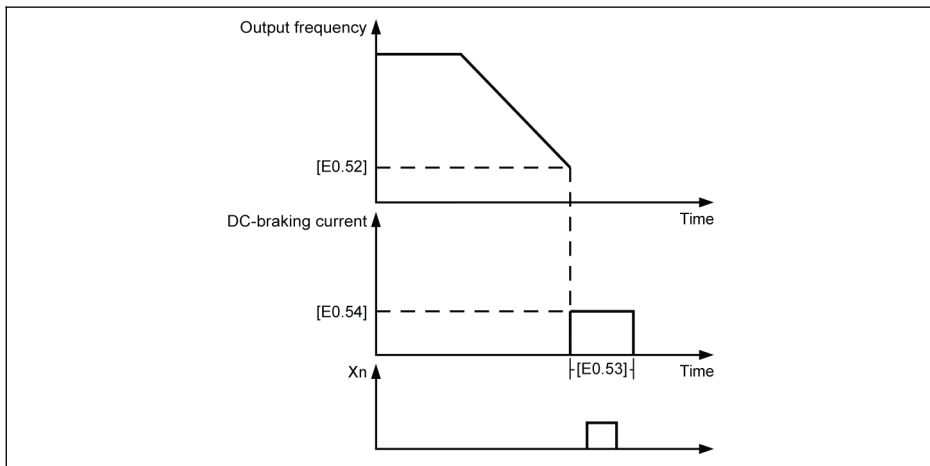 Output frequency
[E0.52]
Time
DC-braking current
[E0.54]
[E0.53]
Time
Xn